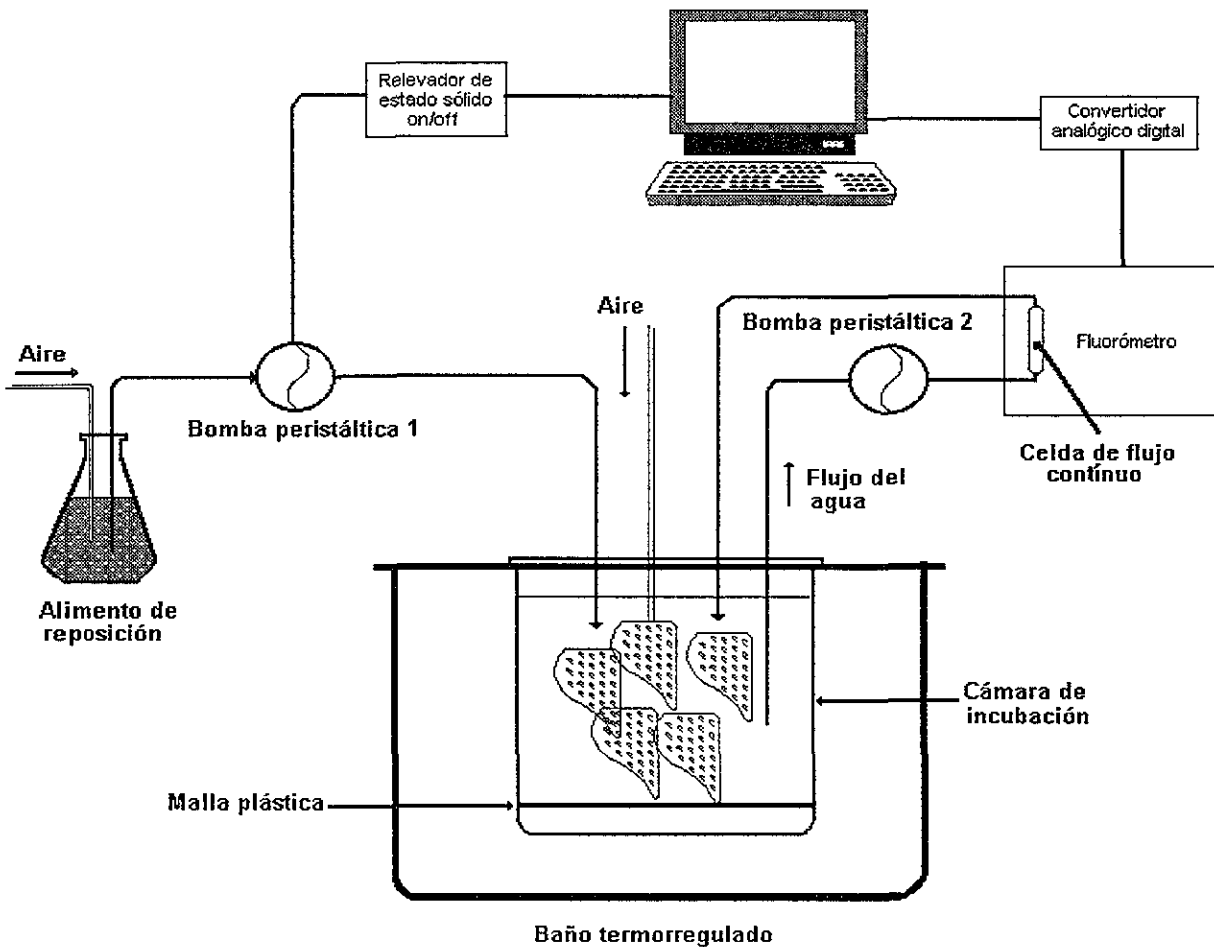 Relevador de
estado sólido
on/off
Convertidor
analógico digital
Aire
Aire
Bomba peristáltica 2
Fluorómetro
Bomba peristáltica 1
Celda de flujo
contínuo
Flujo del
agua
Alimento de
reposición
Cámara de
incubación
Malla plástica
Baño termorregulado